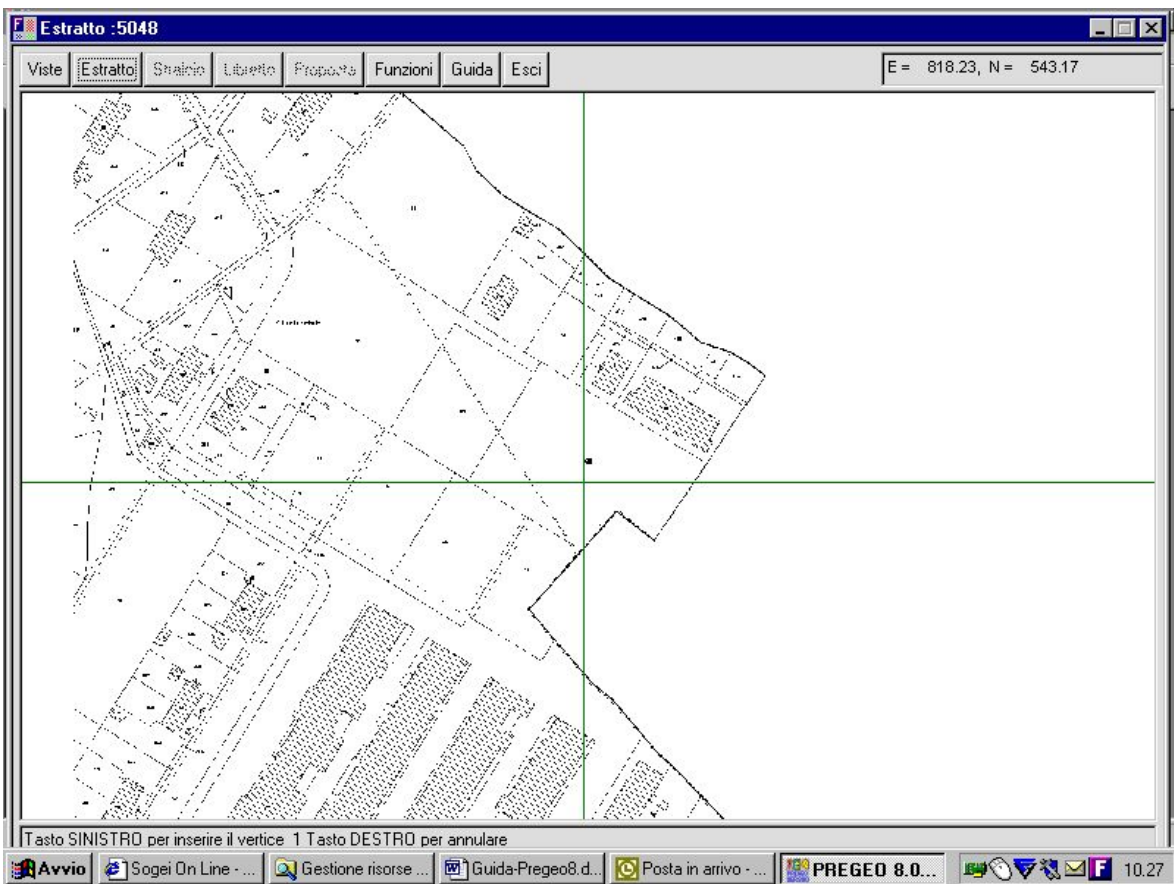 Estratto :5048
Viste Estratto Stralcio Libretto Proposta Funzioni Guida Esci
E = 818.23, N = 543.17
Tasto SINISTRO per inserire il vertice 1 Tasto DESTRO per annulare
Avvio Sogei On Line - ... Gestione risorse ... Guida-Pregeo8.d... Posta in arrivo - ... PREGEO 8.0... 10.27